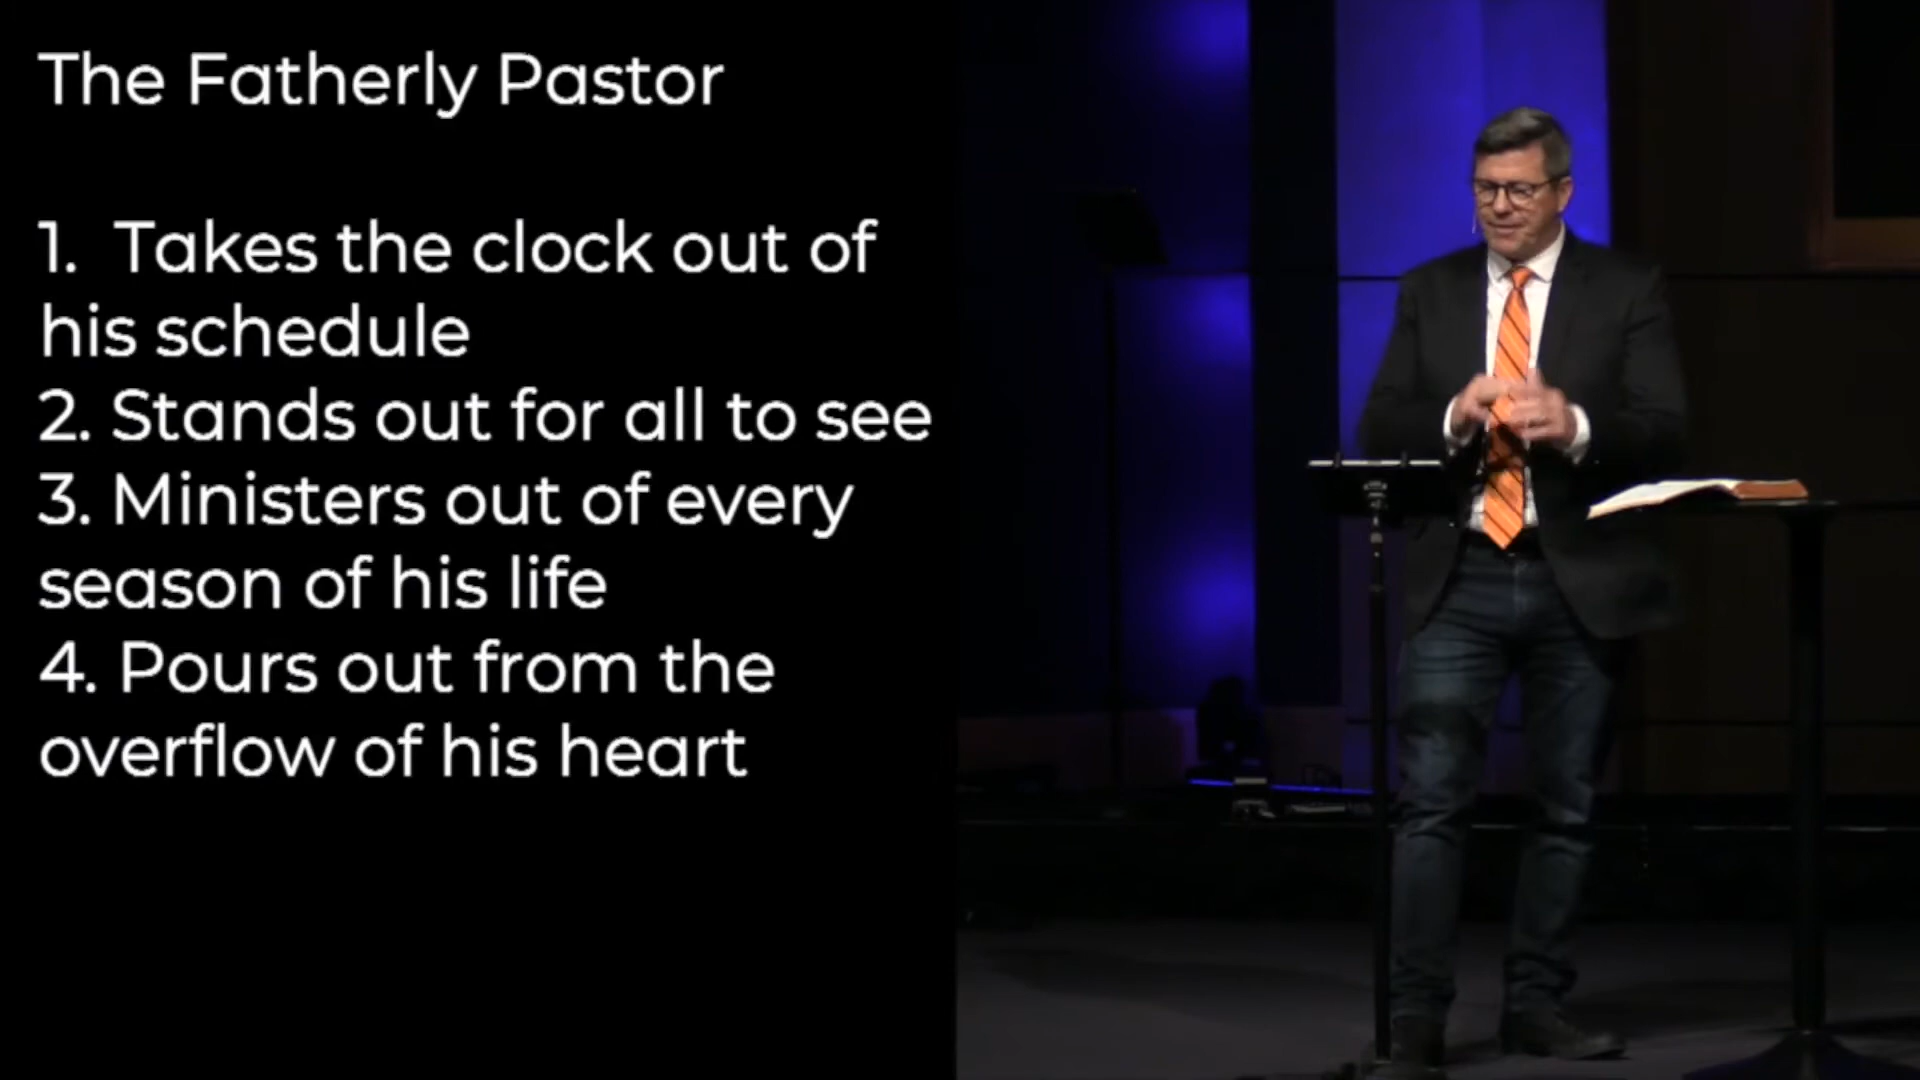 The Fatherly Pastor
1. Takes the clock out of
his schedule
2. Stands out for all to see
3. Ministers out of every
season of his life
4. Pours out from the
overflow of his heart